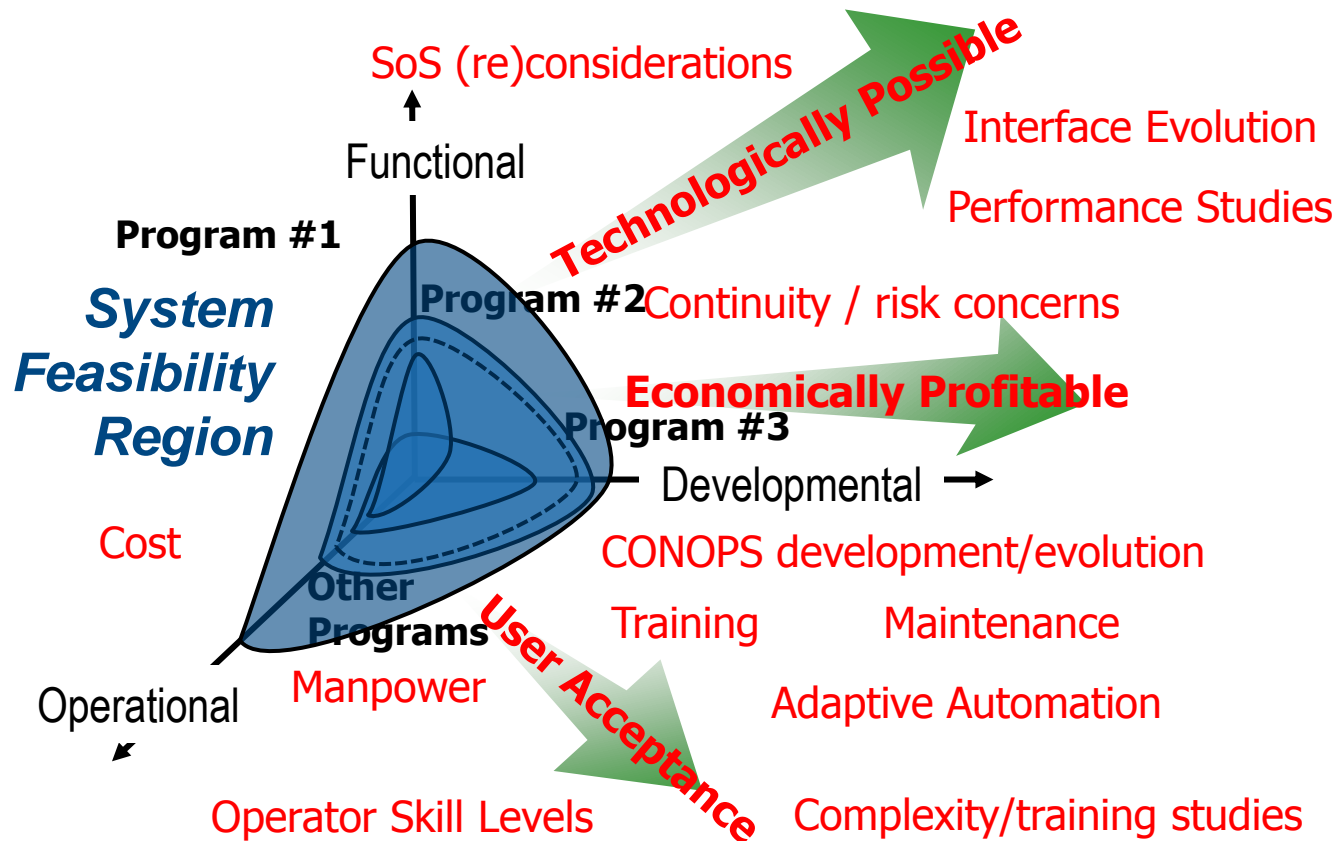 SoS (re)considerations
Technologically Possible
Interface Evolution
Functional
Performance Studies
Program #1
System
Feasibility
Region
Program #2
Continuity / risk concerns
Economically Profitable
Program #3
Developmental
Cost
CONOPS development/evolution
Other
Programs
User Acceptance
Training
Maintenance
Manpower
Operational
Adaptive Automation
Operator Skill Levels
Complexity/training studies